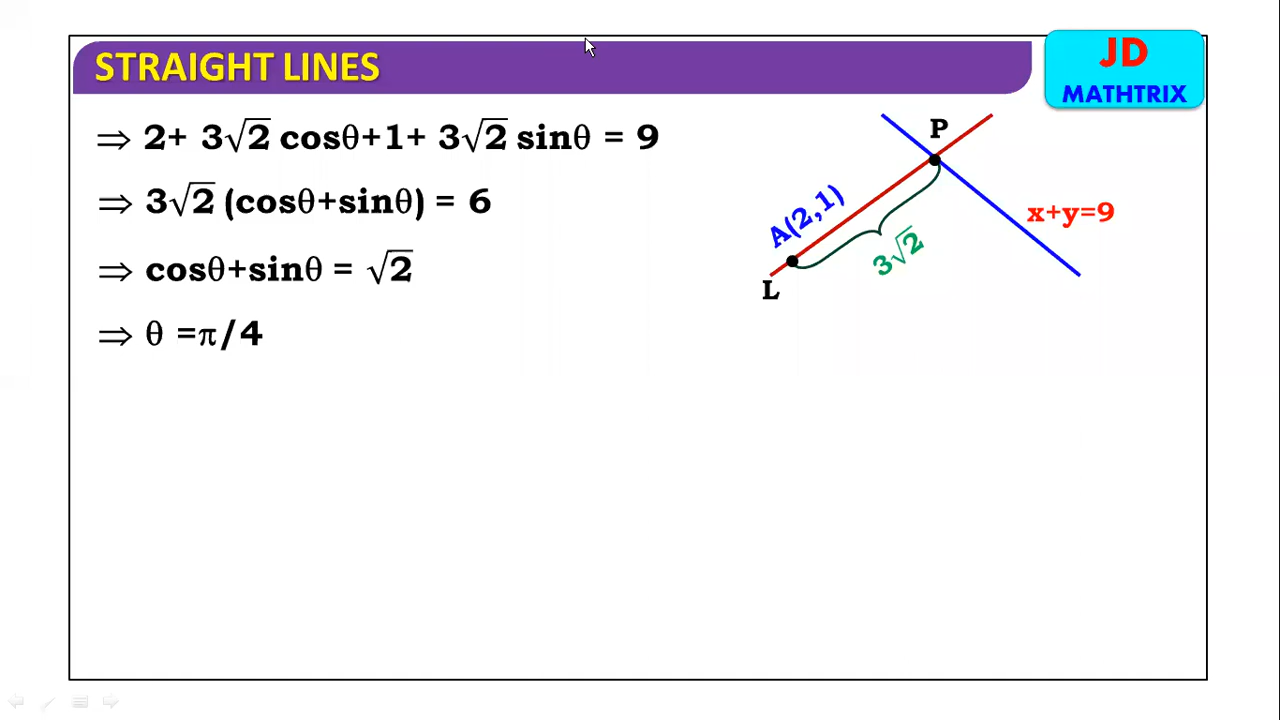 STRAIGHT LINES
JD
MATHTRIX
⇒ 2+ 3√2 cosθ+1+ 3√2 sinθ = 9
⇒ 3√2 (cosθ+sinθ) = 6
⇒ cosθ+sinθ = √2
⇒ θ =π/4
P
A(2,1)
x+y=9
3√2
L